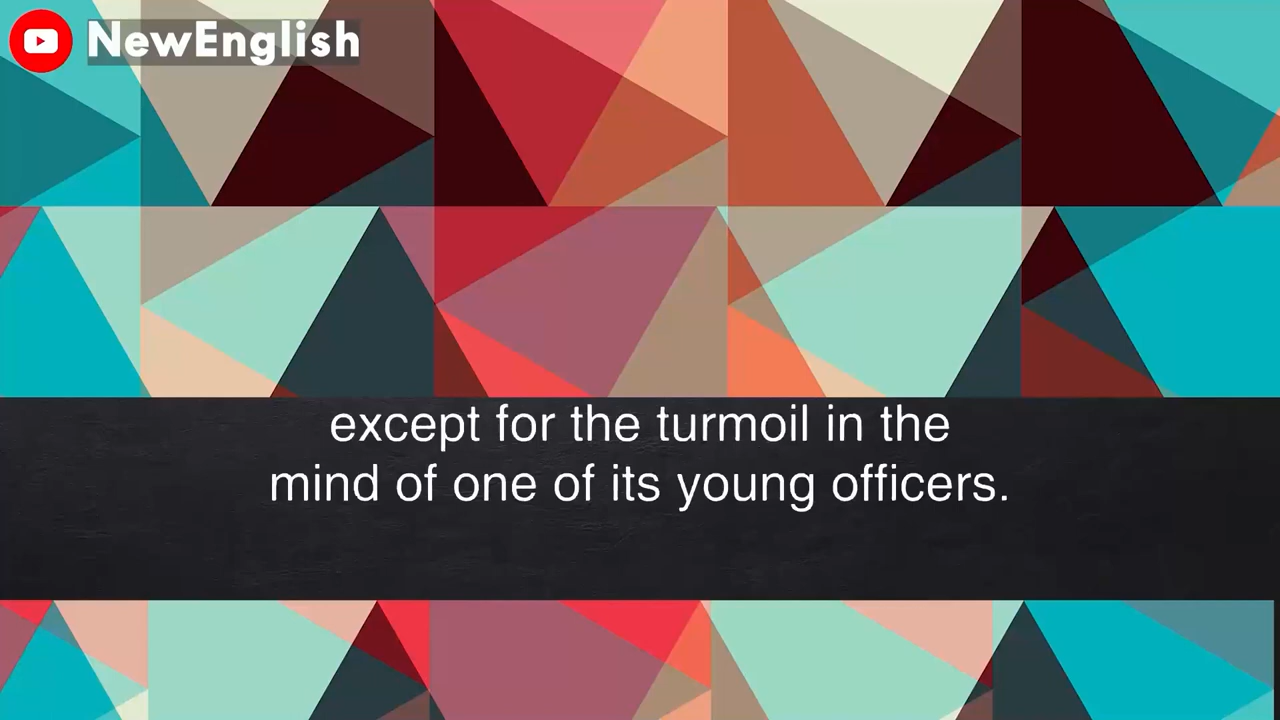 NewEnglish
except for the turmoil in the
mind of one of its young officers.